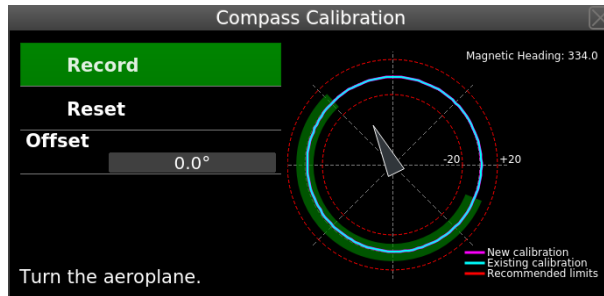 Compass Calibration
Record
Magnetic Heading: 334.0
Reset
Offset
0.0°
-20
+20
New calibration
Existing calibration
Recommended limits
Turn the aeroplane.